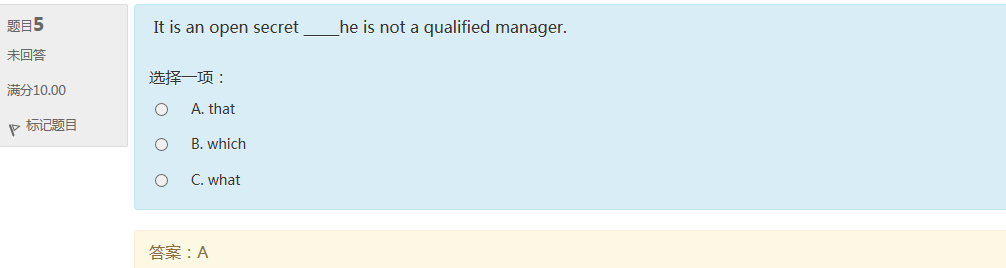 题目5
未回答
满分10.00
标记题目
It is an open secret _____he is not a qualified manager.
选择一项：
A. that
B. which
C. what
答案：A